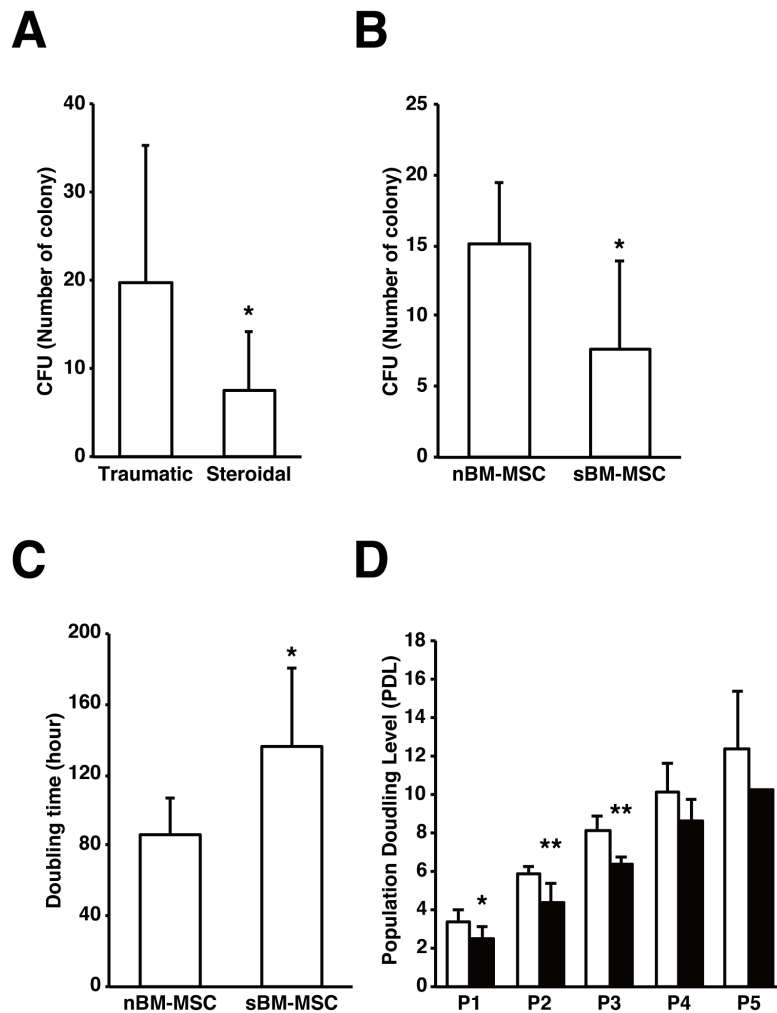 A
CFU (Number of colony)
40
30
20
10
0
*
Traumatic Steroidal
B
CFU (Number of colony)
25
20
15
10
5
0
*
nBM-MSC sBM-MSC
C
Doubling time (hour)
200
160
120
80
40
0
*
nBM-MSC sBM-MSC
D
Population Doudling Level (PDL)
18
16
14
12
10
8
6
4
2
0
*
**
**
P1 P2 P3 P4 P5